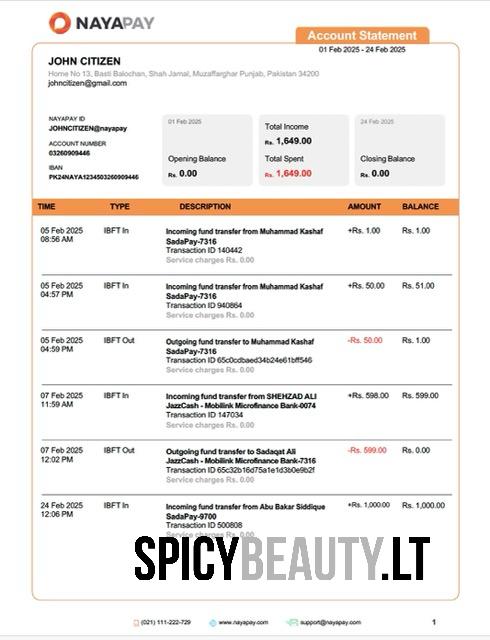 NAYAPAY
Account Statement
01 Feb 2025 - 24 Feb 2025
JOHN CITIZEN
Home No 13, Basti Balochan, Shah Jamal, Muzaffarghar Punjab, Pakistan 34200
johncitizen@gmail.com
NAYAPAY ID
JOHNCITIZEN@nayapay
ACCOUNT NUMBER
03260909446
IBAN
PK24NAYA1234503260909446
01 Feb 2025
Opening Balance
Rs. 0.00
Total Income
Rs. 1,649.00
Total Spent
Rs. 1,649.00
24 Feb 2025
Closing Balance
Rs. 0.00
TIME TYPE DESCRIPTION AMOUNT BALANCE
05 Feb 2025 IBFT In Incoming fund transfer from Muhammad Kashaf +Rs. 1.00 Rs. 1.00
08:56 AM SadaPay-7316
Transaction ID 140442
Service charges Rs. 0.00
05 Feb 2025 IBFT In Incoming fund transfer from Muhammad Kashaf +Rs. 50.00 Rs. 51.00
04:57 PM SadaPay-7316
Transaction ID 940864
Service charges Rs. 0.00
05 Feb 2025 IBFT Out Outgoing fund transfer to Muhammad Kashaf -Rs. 50.00 Rs. 1.00
04:59 PM SadaPay-7316
Transaction ID 65c0cdbaed34b24e61bff546
Service charges Rs. 0.00
07 Feb 2025 IBFT In Incoming fund transfer from SHEHZAD ALI +Rs. 598.00 Rs. 599.00
11:59 AM JazzCash - Mobilink Microfinance Bank-0074
Transaction ID 147034
Service charges Rs. 0.00
07 Feb 2025 IBFT Out Outgoing fund transfer to Sadaqat Ali -Rs. 599.00 Rs. 0.00
12:02 PM JazzCash - Mobilink Microfinance Bank-7316
Transaction ID 65c32b16d75a1e1d3b0e9b2f
Service charges Rs. 0.00
24 Feb 2025 IBFT In Incoming fund transfer from Abu Bakar Siddique +Rs. 1,000.00 Rs. 1,000.00
12:06 PM SadaPay-9700
Transaction ID 500808
SPICYBEAUTY.LT
(021) 111-222-729 www.nayapay.com support@nayapay.com 1